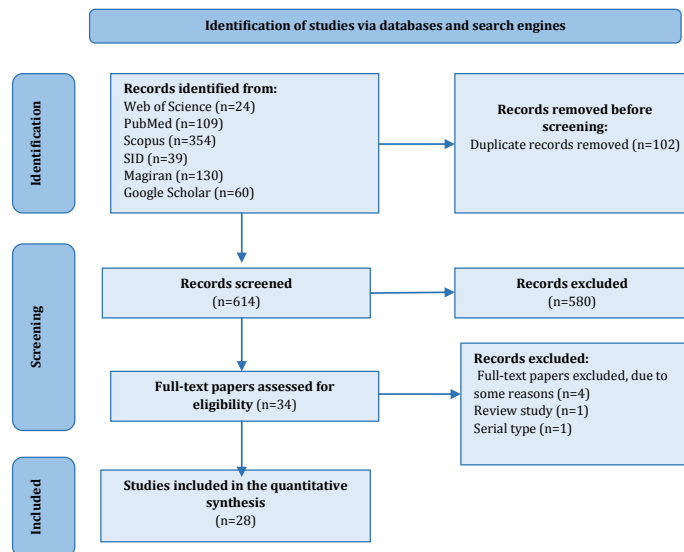 Identification of studies via databases and search engines
Identification
Records identified from:
Web of Science (n=24)
PubMed (n=109)
Scopus (n=354)
SID (n=39)
Magiran (n=130)
Google Scholar (n=60)
Records removed before
screening:
Duplicate records removed (n=102)
Screening
Records screened
(n=614)
Records excluded
(n=580)
Full-text papers assessed for
eligibility (n=34)
Records excluded:
Full-text papers excluded, due to
some reasons (n=4)
Review study (n=1)
Serial type (n=1)
Included
Studies included in the quantitative
synthesis
(n=28)